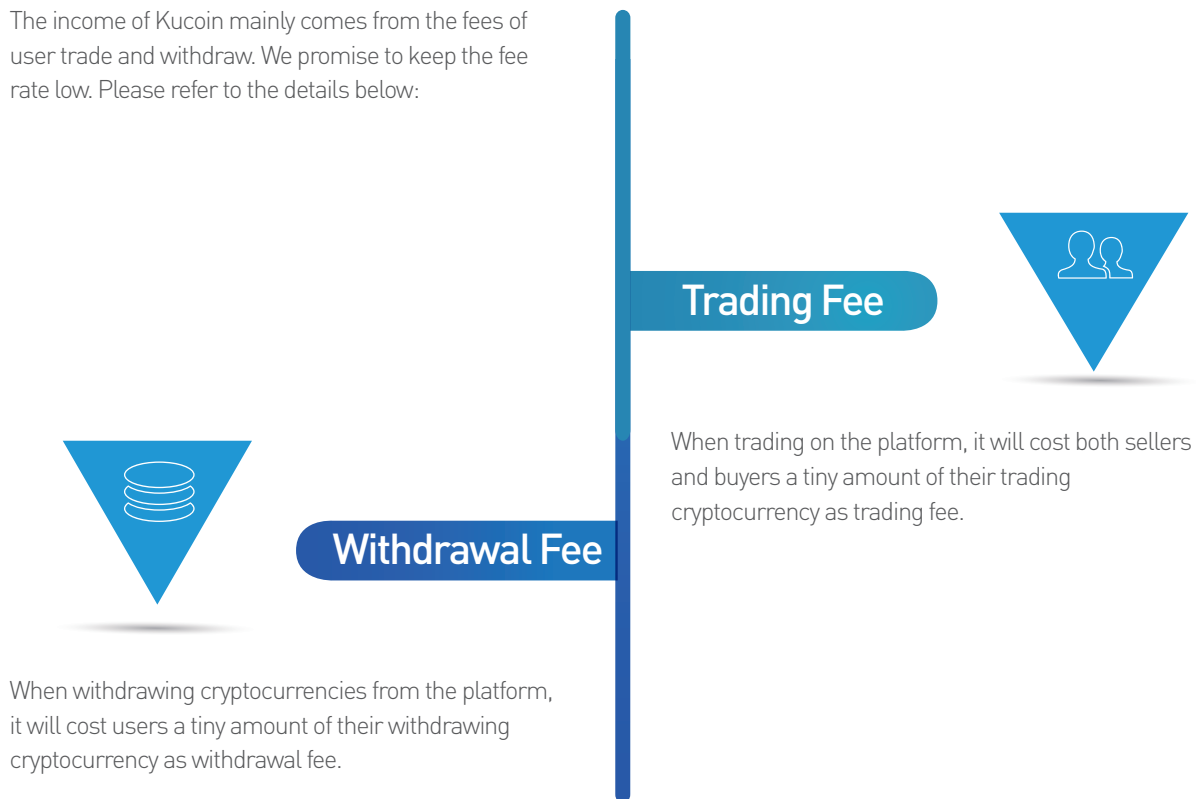 The income of Kucoin mainly comes from the fees of
user trade and withdraw. We promise to keep the fee
rate low. Please refer to the details below:
Trading Fee
When trading on the platform, it will cost both sellers
and buyers a tiny amount of their trading
cryptocurrency as trading fee.
Withdrawal Fee
When withdrawing cryptocurrencies from the platform,
it will cost users a tiny amount of their withdrawing
cryptocurrency as withdrawal fee.